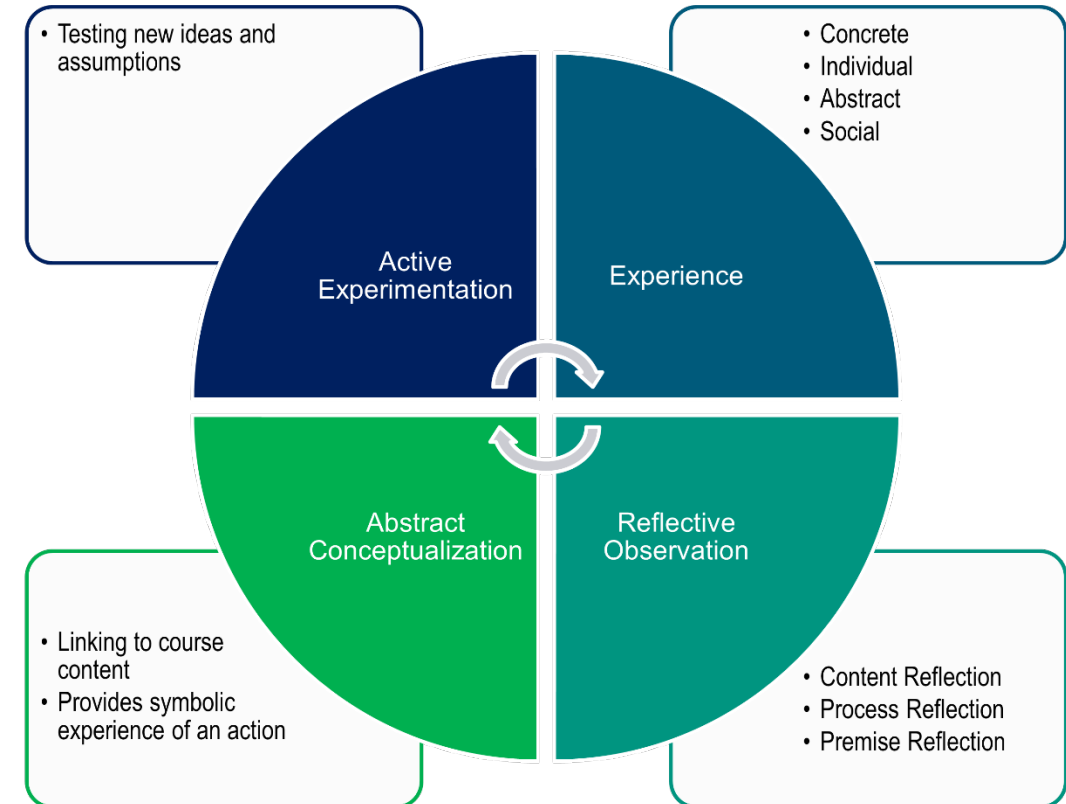 • Testing new ideas and
assumptions
• Concrete
• Individual
• Abstract
• Social
Active
Experimentation
Experience
Abstract
Conceptualization
Reflective
Observation
• Linking to course
content
• Provides symbolic
experience of an action
• Content Reflection
• Process Reflection
• Premise Reflection